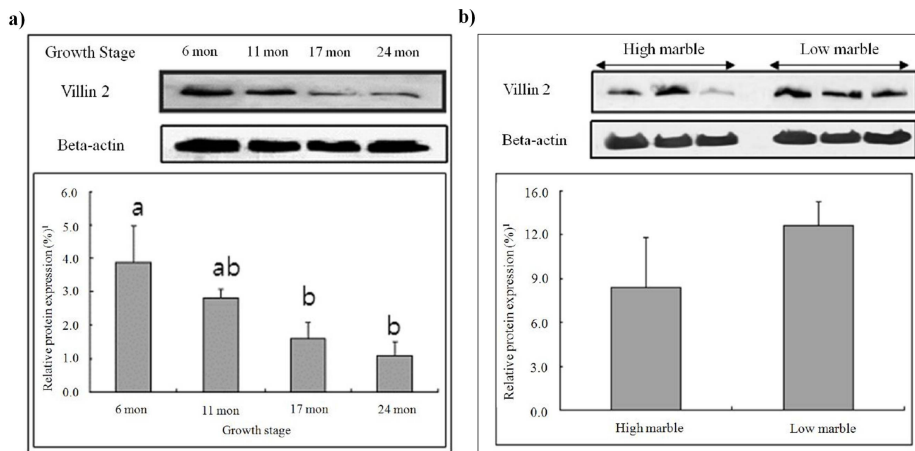 a)
Growth Stage 6 mon 11 mon 17 mon 24 mon
Villin 2
Beta-actin
Relative protein expression (%)¹
6.0
5.0
4.0
3.0
2.0
1.0
0.0
a
ab
b
b
6 mon 11 mon 17 mon 24 mon
Growth stage
b)
High marble Low marble
Villin 2
Beta-actin
Relative protein expression (%)¹
16.0
12.0
9.0
6.0
3.0
0.0
High marble Low marble